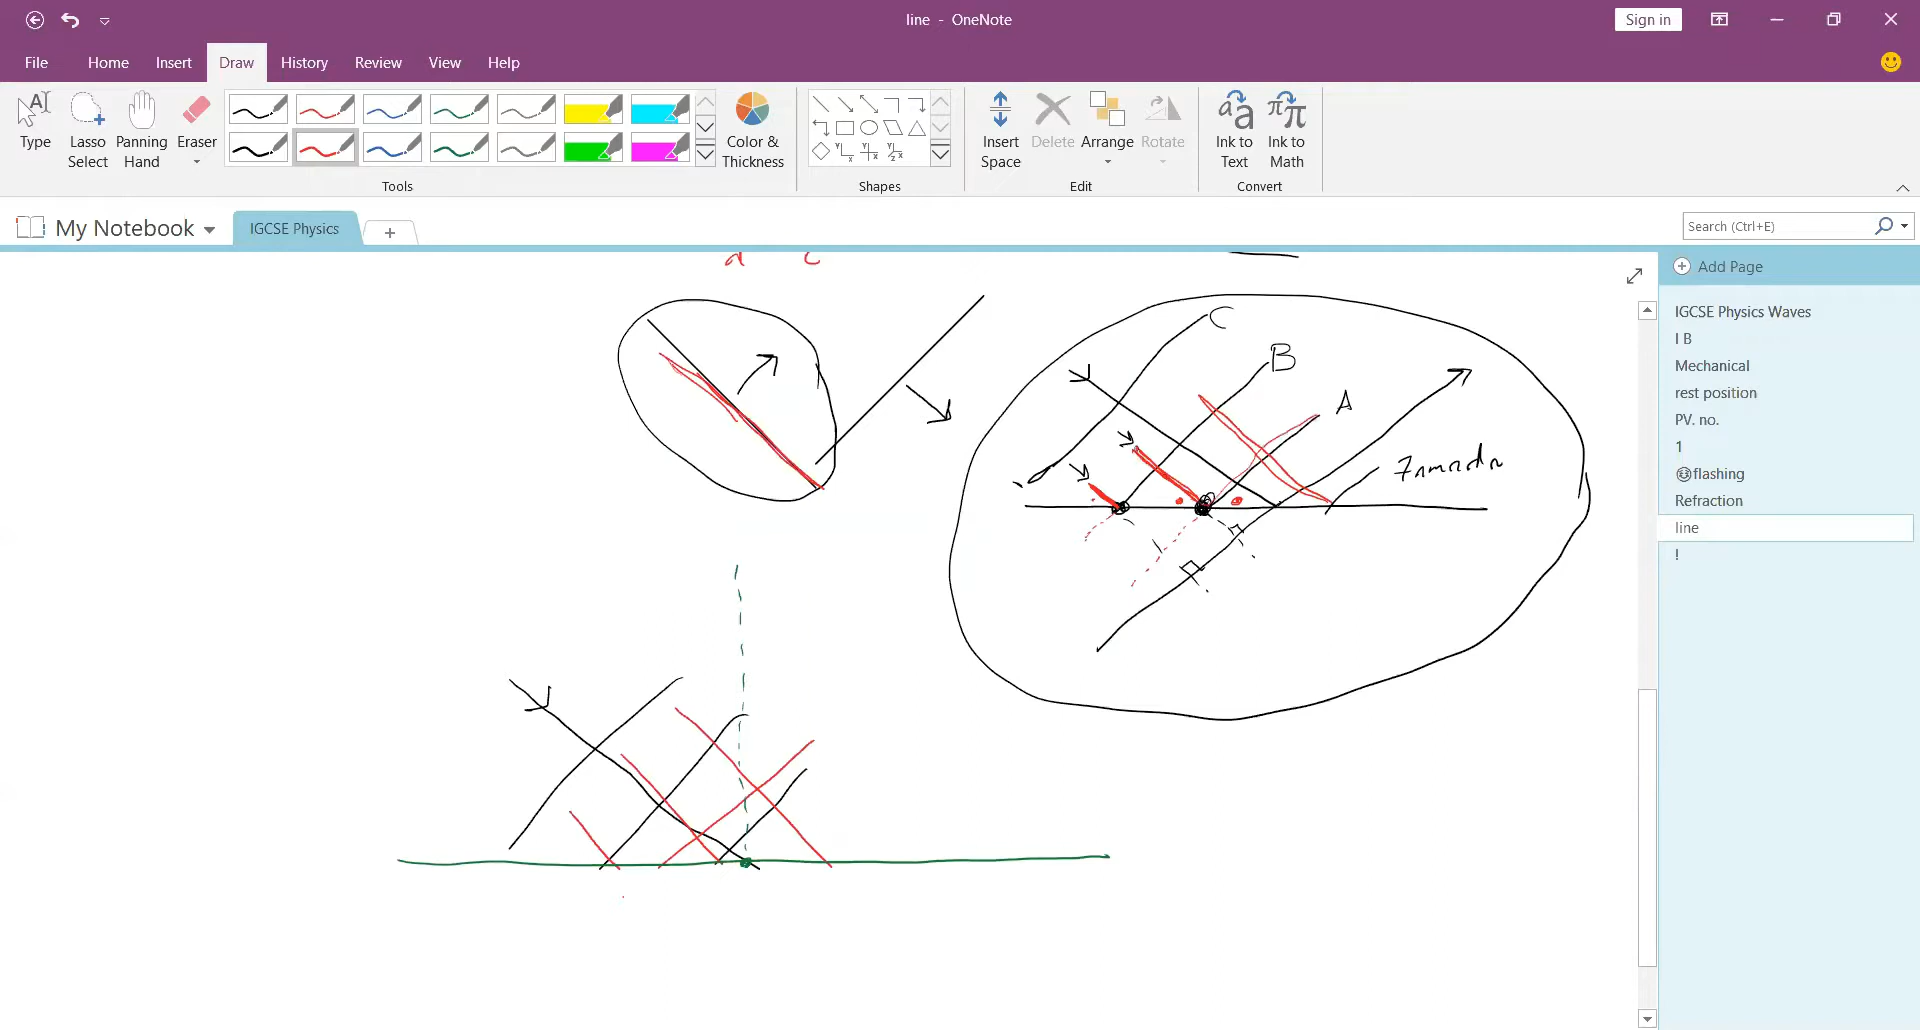 line - OneNote
Sign in
File Home Insert Draw History Review View Help
Type
Lasso Select
Panning Hand
Eraser
Color & Thickness
Insert Space
Delete
Arrange
Rotate
Ink to Text
Ink to Math
Tools
Shapes
Edit
Convert
My Notebook
IGCSE Physics
Search (Ctrl+E)
Add Page
IGCSE Physics Waves
I B
Mechanical
rest position
PV. no.
1
flashing
Refraction
line
!
C
B
A